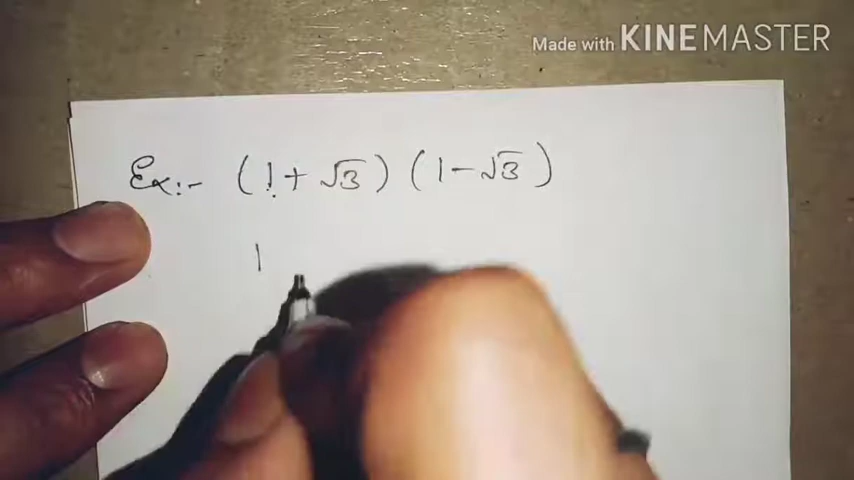 Made with KINEMASTER
Ex:- (1 + √3) (1 - √3)
1